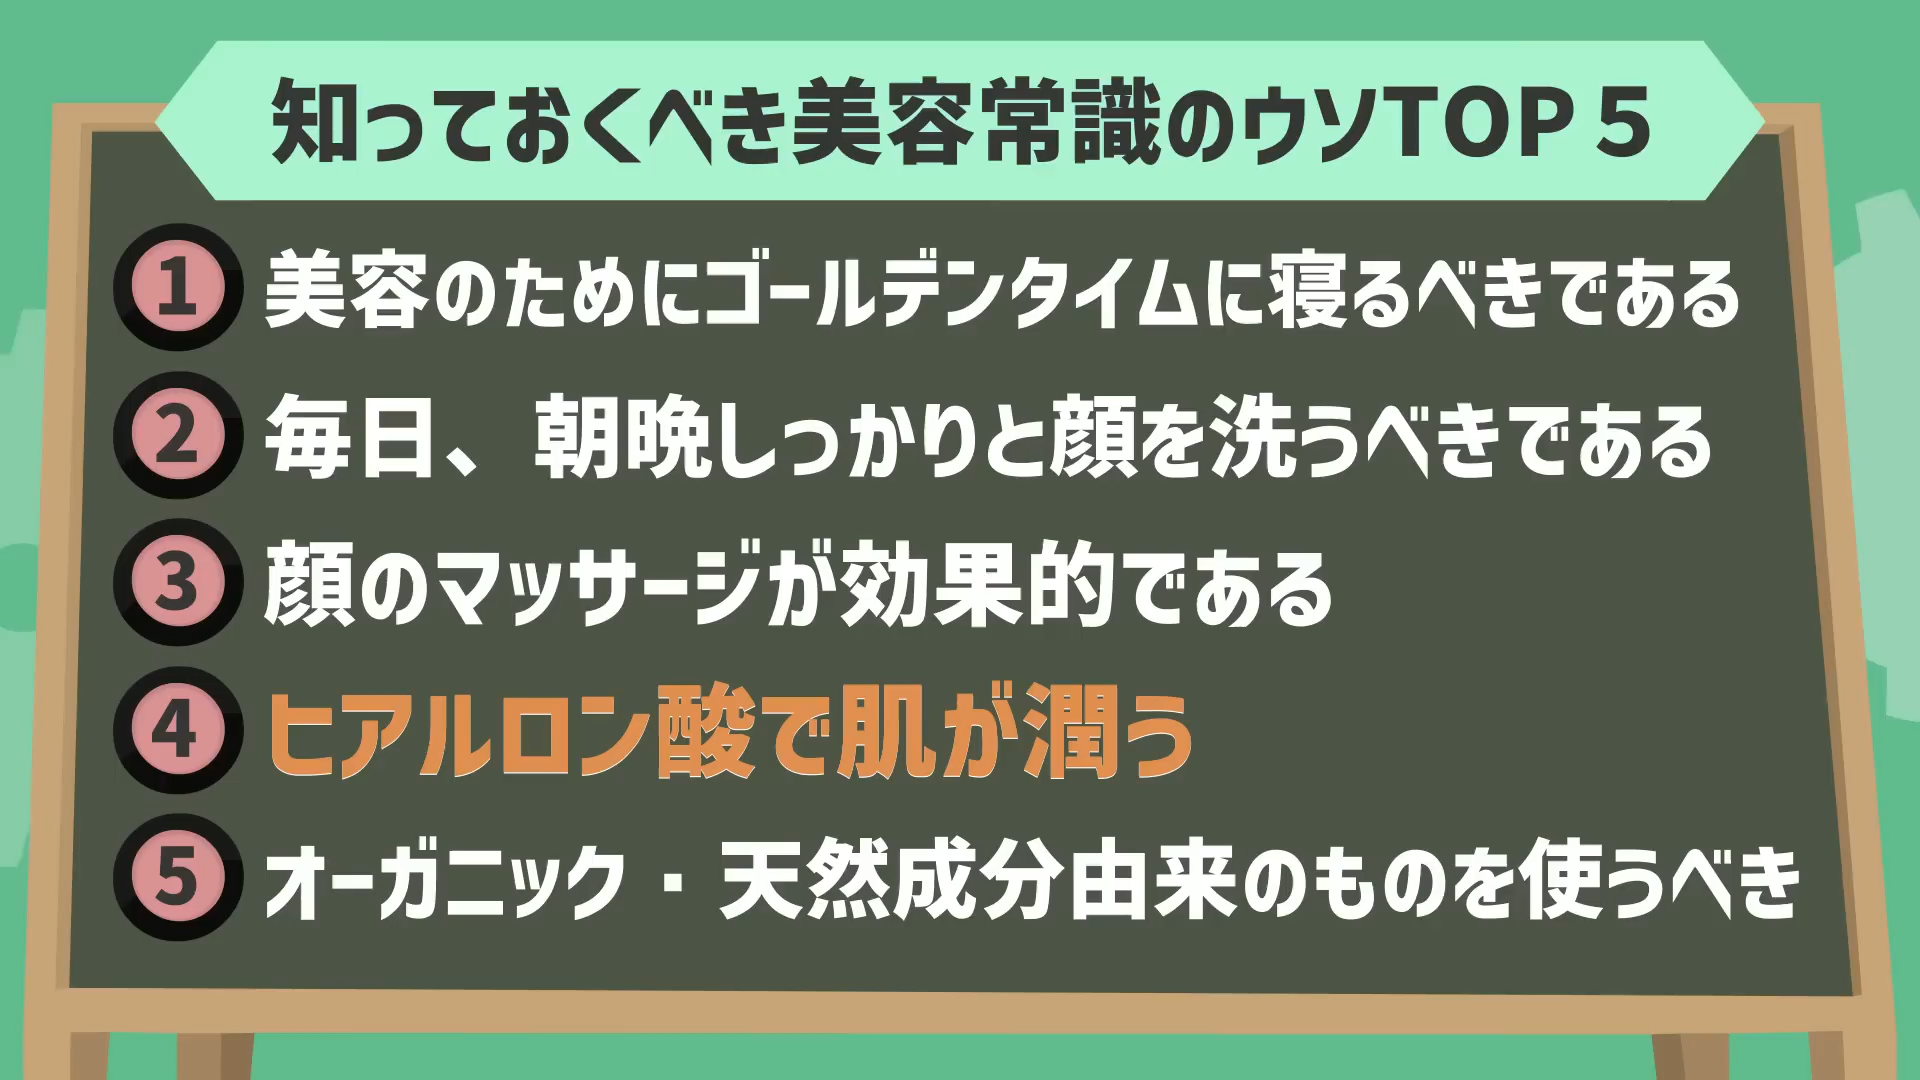 知っておくべき美容常識のウソTOP５
1 美容のためにゴールデンタイムに寝るべきである
2 毎日、朝晩しっかりと顔を洗うべきである
3 顔のマッサージが効果的である
4 ヒアルロン酸で肌が潤う
5 オーガニック・天然成分由来のものを使うべき